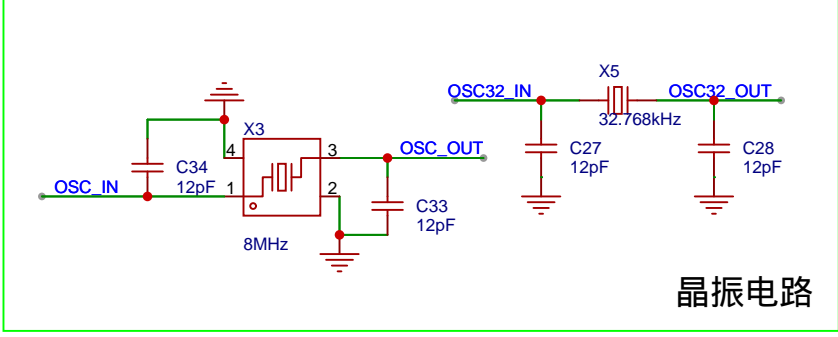 X5
OSC32_IN
OSC32_OUT
32.768kHz
X3
C27
12pF
C28
12pF
4
3
OSC_OUT
C34
12pF
OSC_IN
1
2
C33
12pF
8MHz
晶振电路